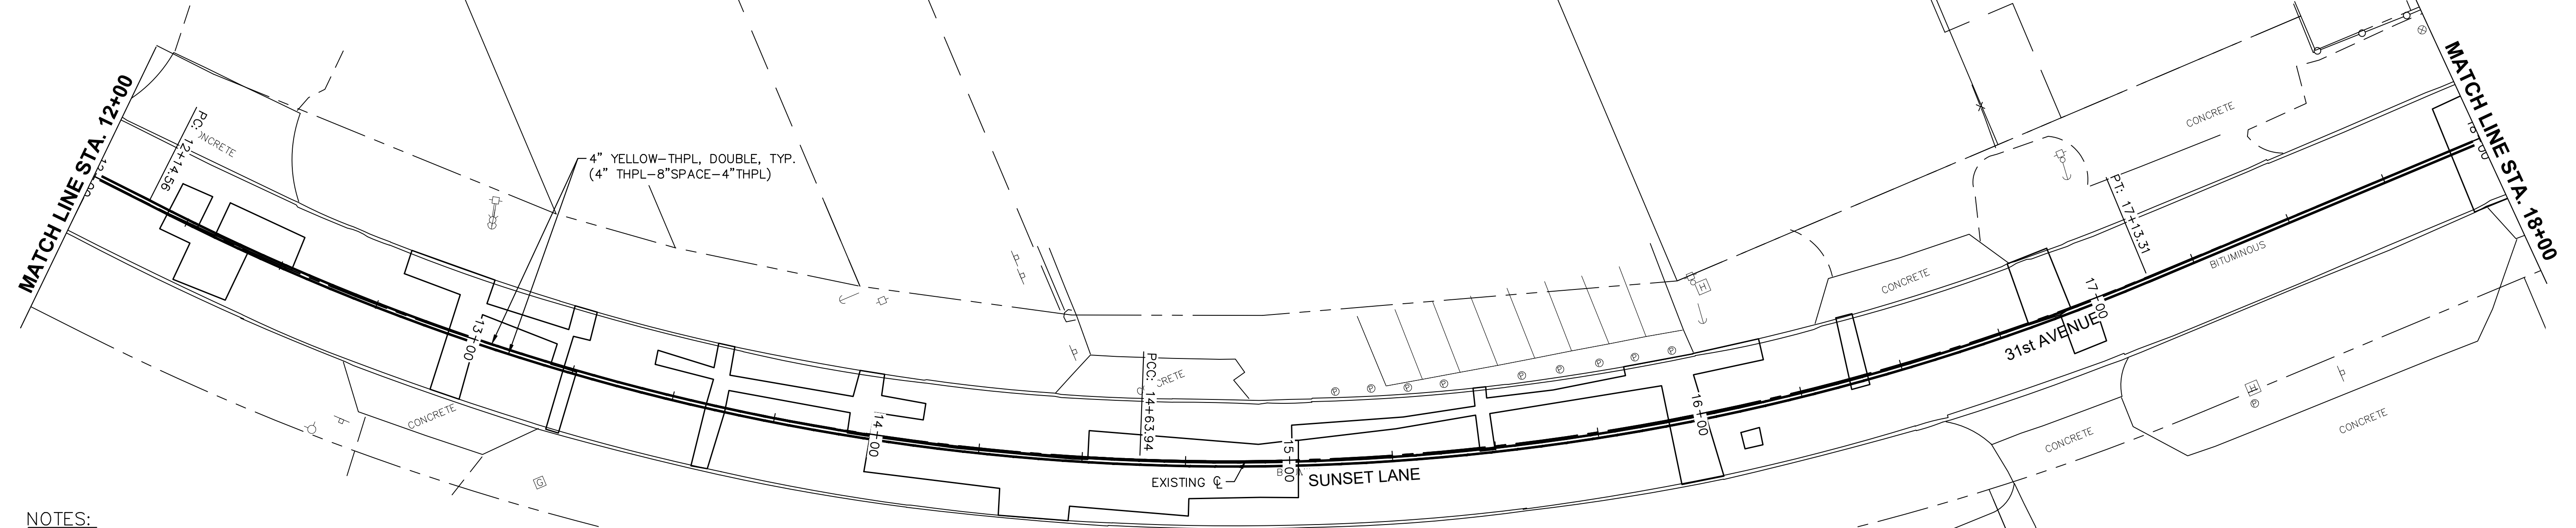 MATCH LINE STA. 12+00
PC: 12+14.56
4" YELLOW-THPL, DOUBLE, TYP.
(4" THPL-8"SPACE-4"THPL)
13+00
CONCRETE
G
14+00
PCC: 14+63.94
15+00
EXISTING ℄
SUNSET LANE
P
P
P
P
P
P
P
P
P
H
16+00
CONCRETE
31st AVENUE
17+00
PT: 17+13.31
BITUMINOUS
CONCRETE
H
P
CONCRETE
CONCRETE
MATCH LINE STA. 18+00
NOTES: